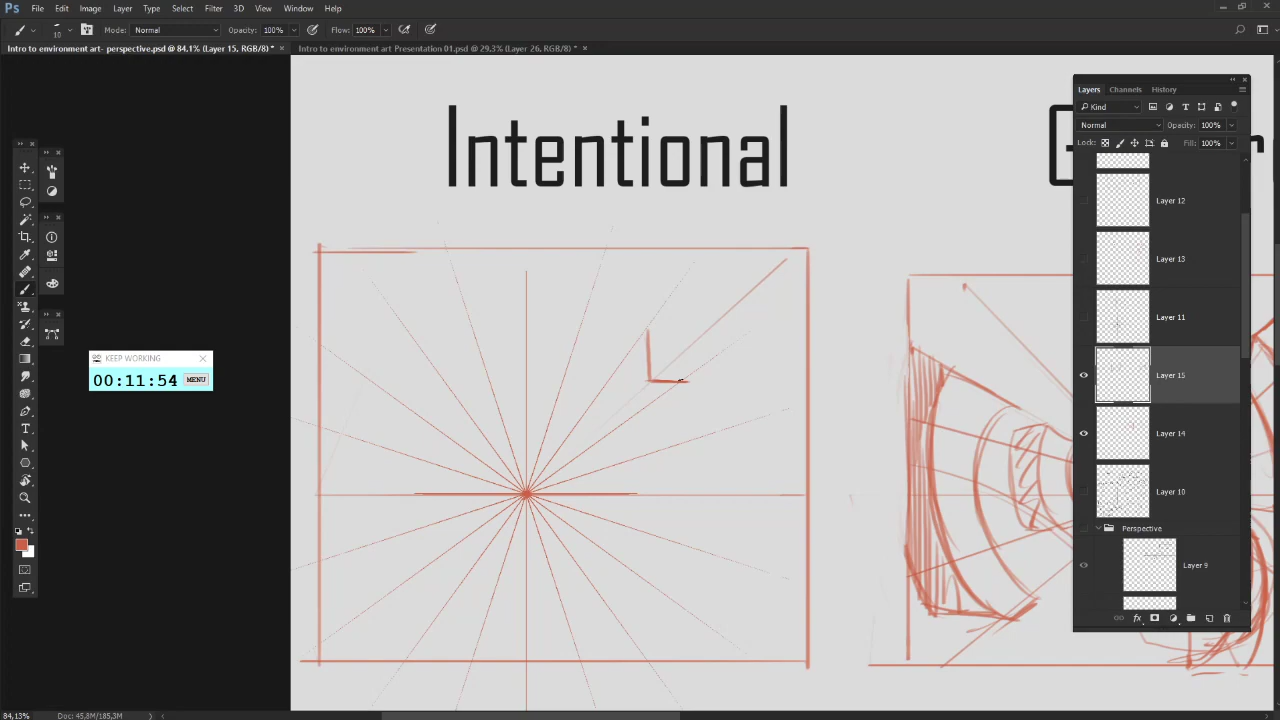 Ps File Edit Image Layer Type Select Filter 3D View Window Help
10 Mode: Normal Opacity: 100% Flow: 100%
Intro to environment art- perspective.psd @ 84,1% (Layer 15, RGB/8) * × Intro to environment art Presentation 01.psd @ 29,3% (Layer 26, RGB/8) * ×
Intentional
Layers Channels History
Kind
Normal Opacity: 100%
Lock: Fill: 100%
Layer 12
Layer 13
Layer 11
Layer 15
Layer 14
Layer 10
Perspective
Layer 9
KEEP WORKING
00:11:54 MENU
84,13% Doc: 45,8M/185,3M